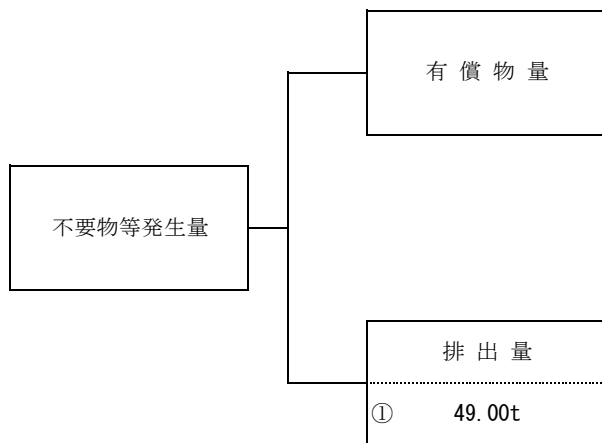 有 償 物 量
不要物等発生量
排 出 量
① 49.00t